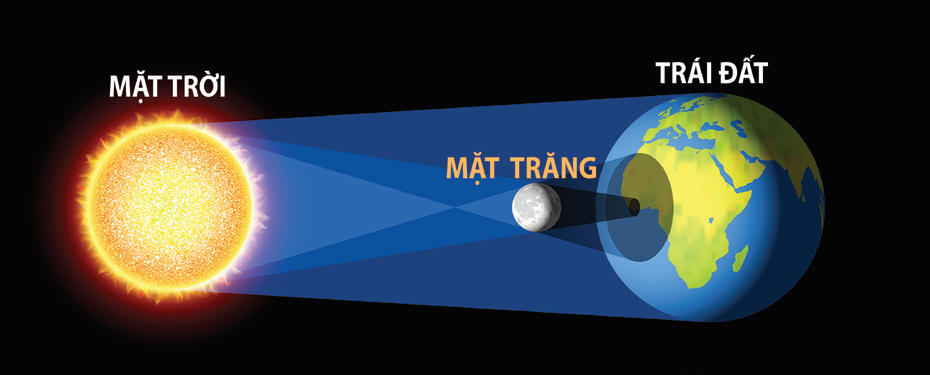 MẶT TRỜI
TRÁI ĐẤT
MẶT TRĂNG